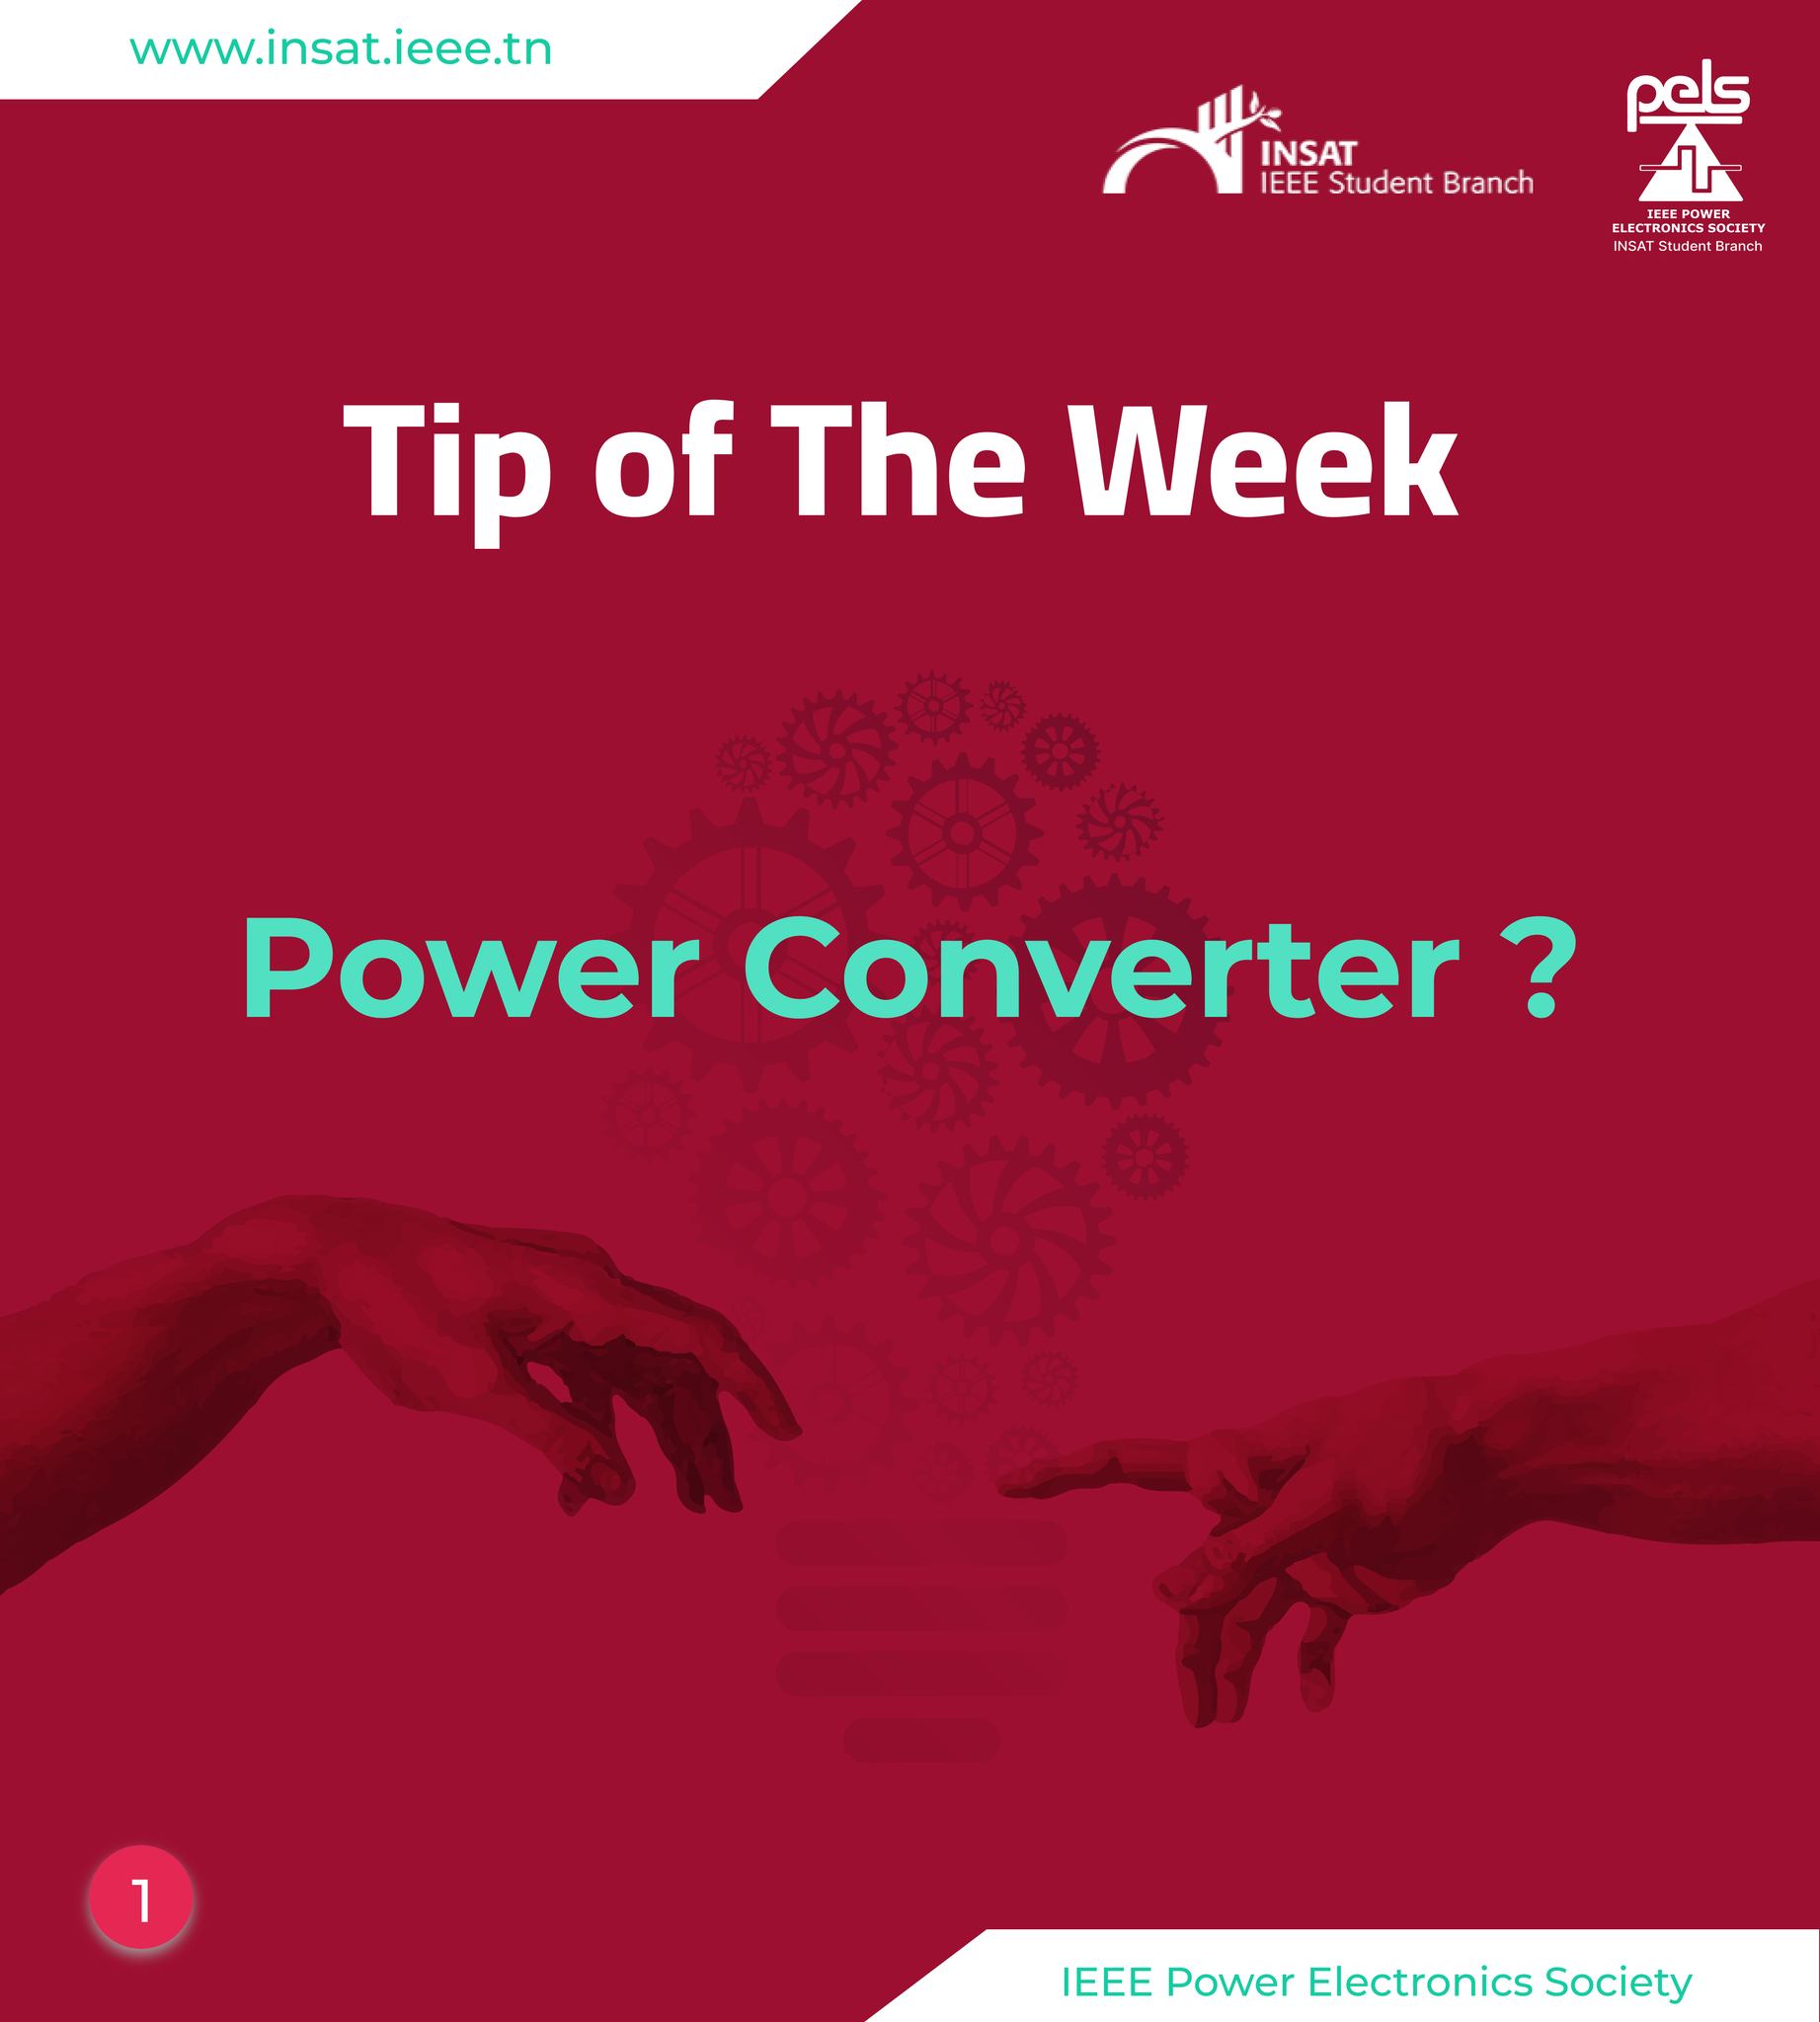 www.insat.ieee.tn
INSAT
IEEE Student Branch
pels
IEEE POWER
ELECTRONICS SOCIETY
INSAT Student Branch
Tip of The Week
Power Converter ?
1
IEEE Power Electronics Society